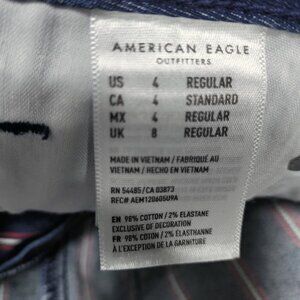 AMERICAN EAGLE
OUTFITTERS
US 4 REGULAR
CA 4 STANDARD
MX 4 REGULAR
UK 8 REGULAR
MADE IN VIETNAM / FABRIQUÉ AU
VIETNAM / HECHO EN VIETNAM
RN 54485 / CA 03873
RFC# AEM120605U9A
EN 98% COTTON / 2% ELASTANE
EXCLUSIVE OF DECORATION
FR 98% COTON / 2% ÉLASTHANNE
À L'EXCEPTION DE LA GARNITURE